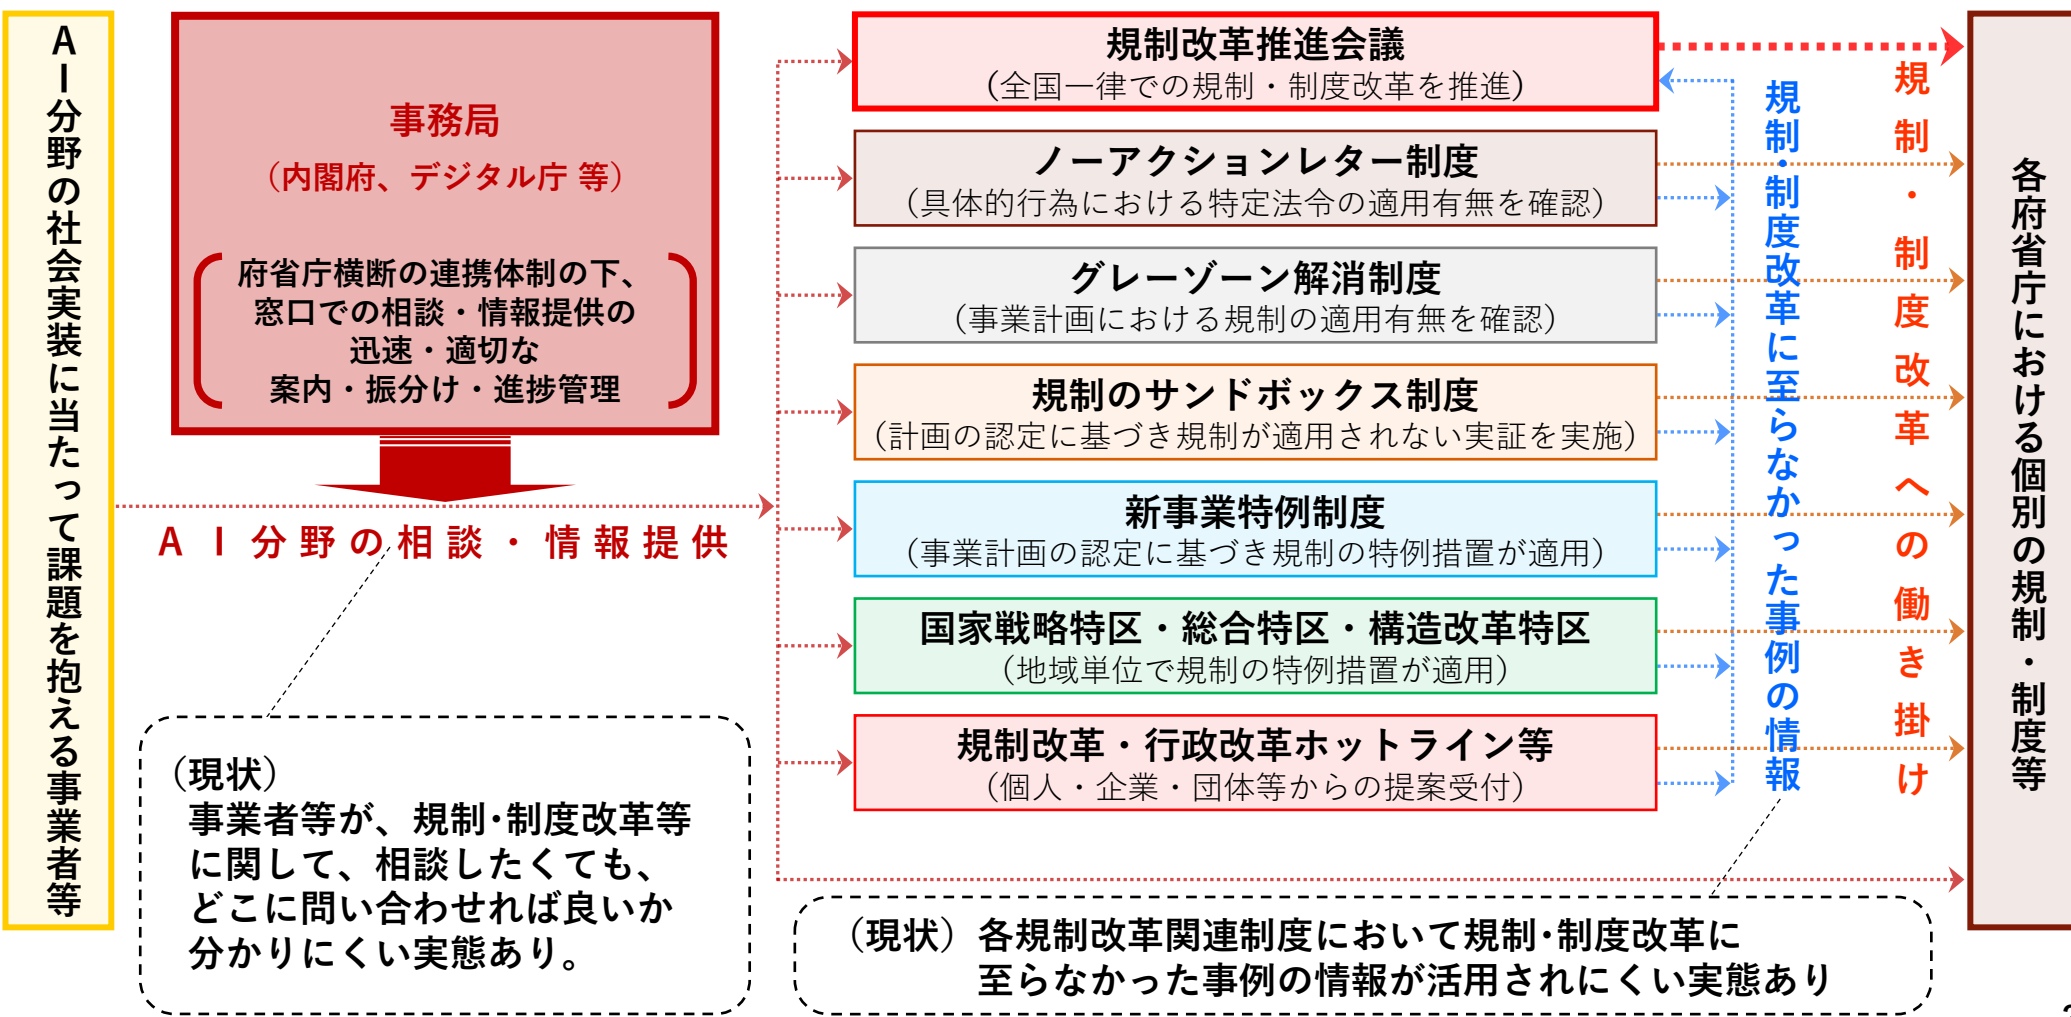 AI分野の社会実装に当たって課題を抱える事業者等
事務局
（内閣府、デジタル庁 等）
府省庁横断の連携体制の下、
窓口での相談・情報提供の
迅速・適切な
案内・振分け・進捗管理
AI分野の相談・情報提供
（現状）
事業者等が、規制･制度改革等
に関して、相談したくても、
どこに問い合わせれば良いか
分かりにくい実態あり。
規制改革推進会議
（全国一律での規制・制度改革を推進）
ノーアクションレター制度
（具体的行為における特定法令の適用有無を確認）
グレーゾーン解消制度
（事業計画における規制の適用有無を確認）
規制のサンドボックス制度
（計画の認定に基づき規制が適用されない実証を実施）
新事業特例制度
（事業計画の認定に基づき規制の特例措置が適用）
国家戦略特区・総合特区・構造改革特区
（地域単位で規制の特例措置が適用）
規制改革・行政改革ホットライン等
（個人・企業・団体等からの提案受付）
規制･制度改革に至らなかった事例の情報
規制・制度改革への働き掛け
各府省庁における個別の規制・制度等
（現状）各規制改革関連制度において規制･制度改革に
至らなかった事例の情報が活用されにくい実態あり